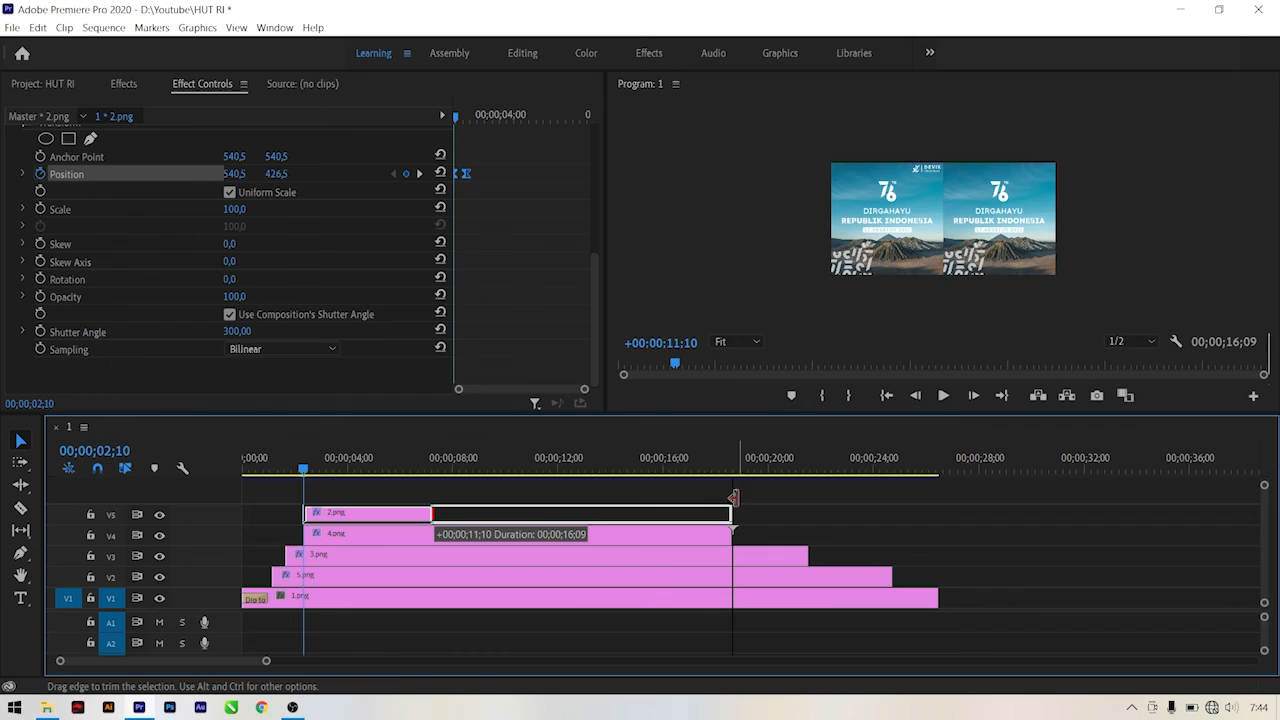 Adobe Premiere Pro 2020 - D:\Youtube\HUT RI *
File Edit Clip Sequence Markers Graphics View Window Help
Learning Assembly Editing Color Effects Audio Graphics Libraries
Project: HUT RI Effects Effect Controls Source: (no clips)
Program: 1
Master * 2.png 1 * 2.png 00;00;04;00 0
Anchor Point 540,5 540,5
Position 540,5 426,5
Uniform Scale
Scale 100,0
100,0
Skew 0,0
Skew Axis 0,0
Rotation 0,0
Opacity 100,0
Use Composition's Shutter Angle
Shutter Angle 300,00
Sampling Bilinear
00;00;02;10
76
DIRGAHAYU
REPUBLIK INDONESIA
DEVIK
76
DIRGAHAYU
REPUBLIK INDONESIA
+00;00;11;10 Fit 1/2 00;00;16;09
1
00;00;02;10
;00;00 00;00;04;00 00;00;08;00 00;00;12;00 00;00;16;00 00;00;20;00 00;00;24;00 00;00;28;00 00;00;32;00 00;00;36;00
V5 2.png
V4 4.png
+00;00;11;10 Duration: 00;00;16;09
V3 3.png
V2 5.png
V1 V1 Dip to 1.png
A1 M S
A2 M S
Drag edge to trim the selection. Use Alt and Ctrl for other options.
Ai Pr Ps Au
7:44